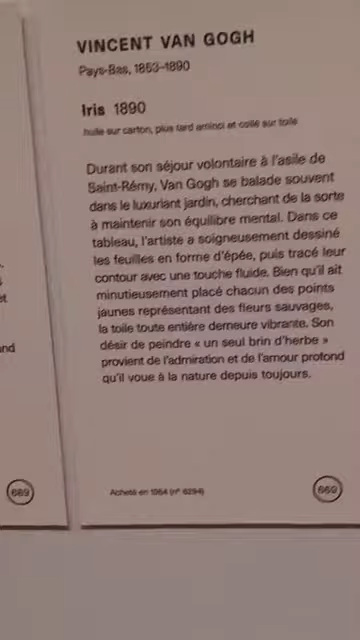 VINCENT VAN GOGH
Pays-Bas, 1853–1890
Iris 1890
huile sur carton, plus tard aminci et collé sur toile
Durant son séjour volontaire à l'asile de
Saint-Rémy, Van Gogh se balade souvent
dans le luxuriant jardin, cherchant de la sorte
à maintenir son équilibre mental. Dans ce
tableau, l'artiste a soigneusement dessiné
les feuilles en forme d'épée, puis tracé leur
contour avec une touche fluide. Bien qu'il ait
minutieusement placé chacun des points
jaunes représentant des fleurs sauvages,
la toile toute entière demeure vibrante. Son
désir de peindre « un seul brin d'herbe »
provient de l'admiration et de l'amour profond
qu'il voue à la nature depuis toujours.
Acheté en 1954 (nº 6294)
669
669